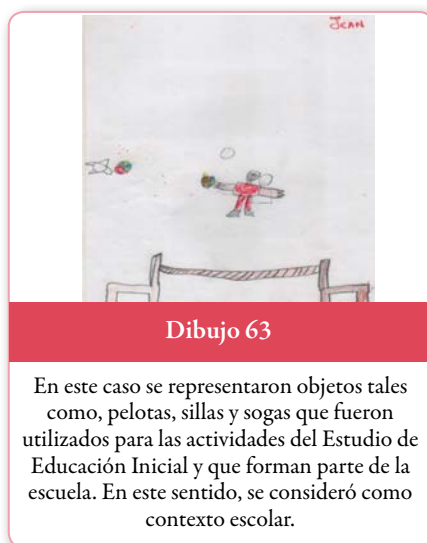 JEAN
Dibujo 63
En este caso se representaron objetos tales
como, pelotas, sillas y sogas que fueron
utilizados para las actividades del Estudio de
Educación Inicial y que forman parte de la
escuela. En este sentido, se consideró como
contexto escolar.